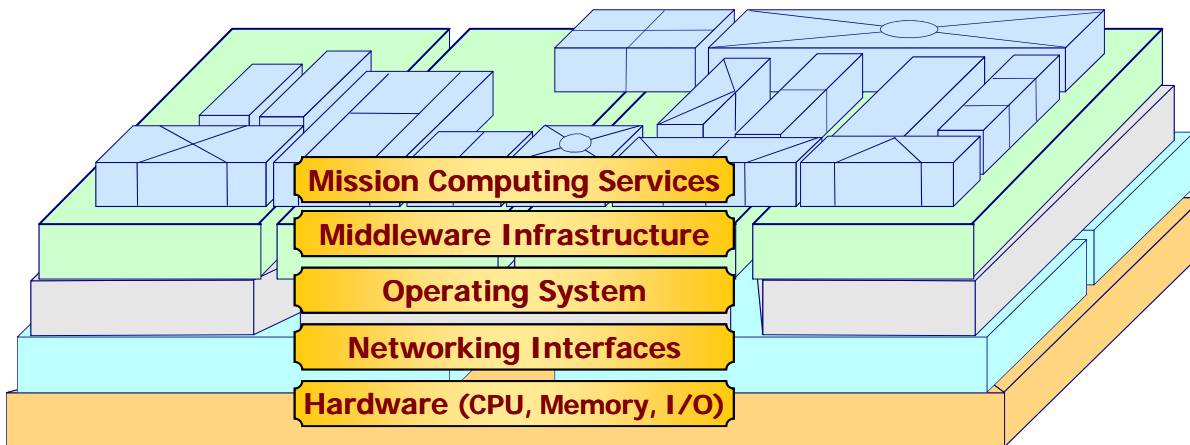 Mission Computing Services
Middleware Infrastructure
Operating System
Networking Interfaces
Hardware (CPU, Memory, I/O)